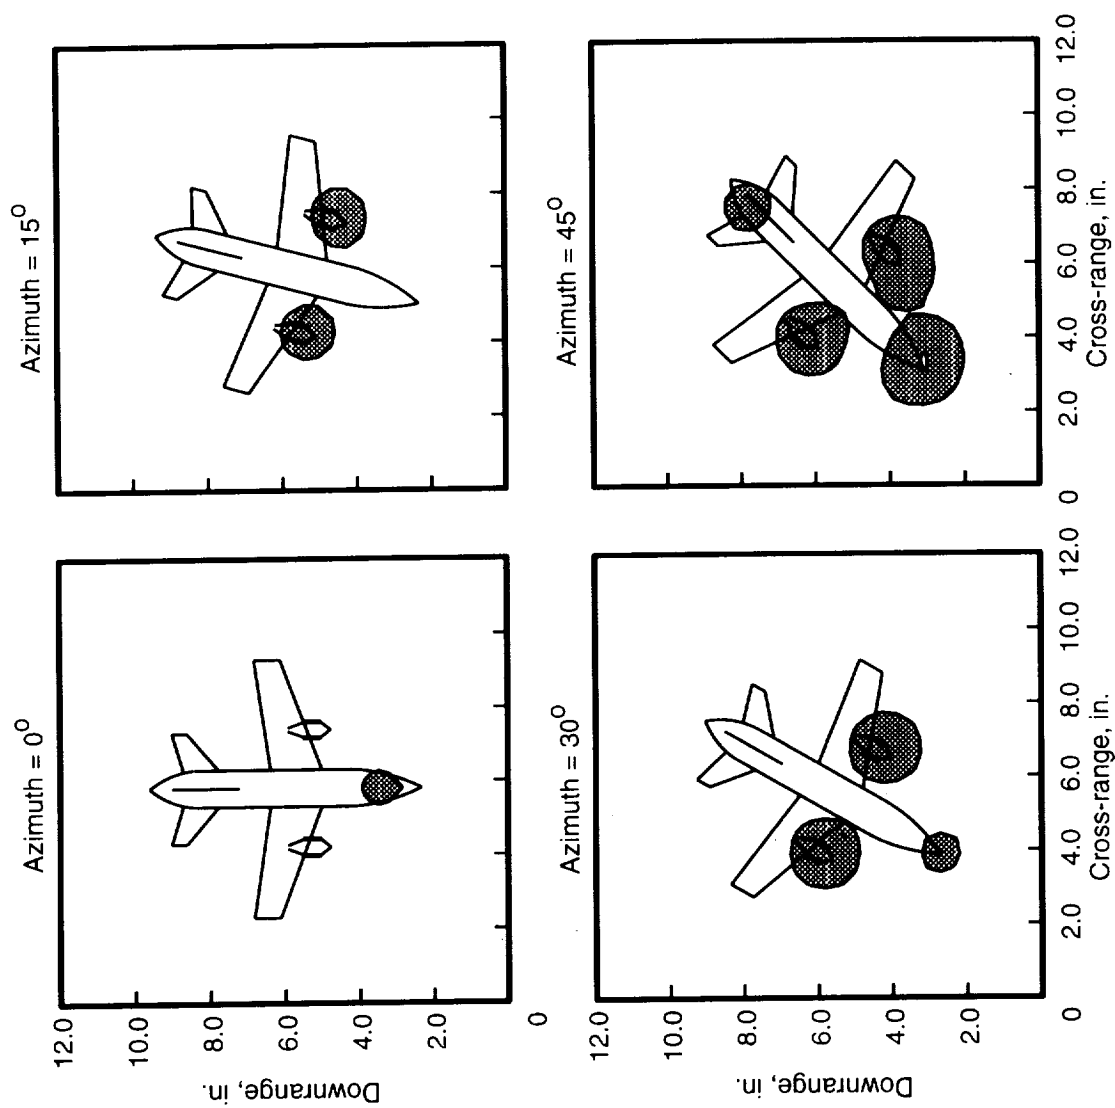 Azimuth = 0°
Azimuth = 15°
12.0
10.0
8.0
6.0
4.0
2.0
0
Downrange, in.
Azimuth = 30°
Azimuth = 45°
12.0
10.0
8.0
6.0
4.0
2.0
Downrange, in.
0 2.0 4.0 6.0 8.0 10.0 12.0
0 2.0 4.0 6.0 8.0 10.0 12.0
Cross-range, in.
Cross-range, in.